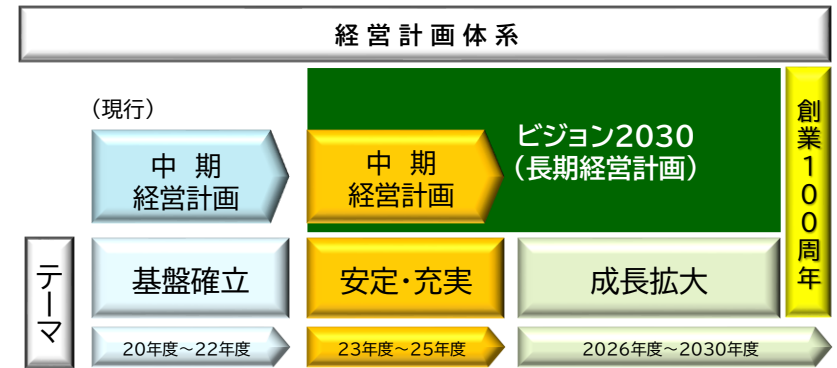 経営計画体系
（現行）
中期
経営計画
中期
経営計画
ビジョン2030
（長期経営計画）
創業100周年
テーマ
基盤確立
安定・充実
成長拡大
20年度～22年度
23年度～25年度
2026年度～2030年度